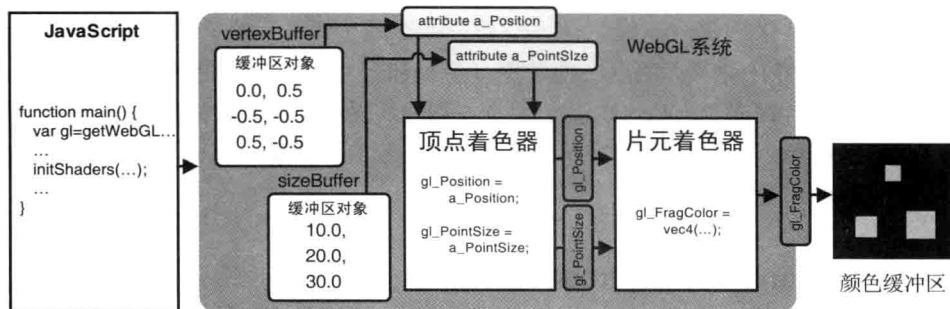 JavaScript
function main() {
var gl=getWebGL…
…
initShaders(…);
…
}
vertexBuffer
缓冲区对象
0.0, 0.5
-0.5, -0.5
0.5, -0.5
sizeBuffer
缓冲区对象
10.0,
20.0,
30.0
attribute a_Position
attribute a_PointSIze
WebGL系统
顶点着色器
gl_Position =
a_Position;
gl_PointSize =
a_PointSize;
gl_Position
gl_PointSize
片元着色器
gl_FragColor =
vec4(…);
gl_FragColor
颜色缓冲区